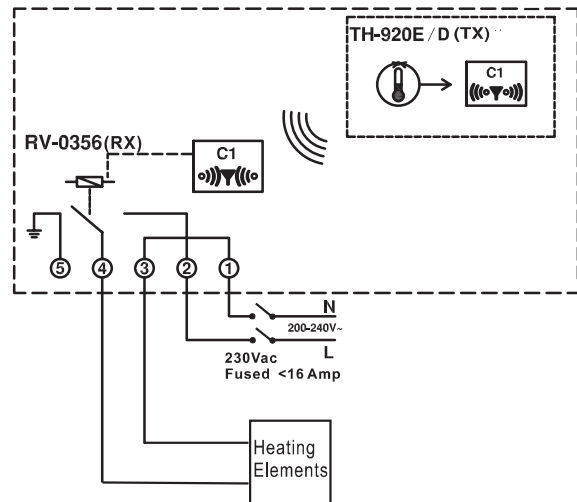 TH-920E/D(TX)
C1
RV-0356(RX)
C1
5 4 3 2 1
N
200-240V~
L
230Vac
Fused <16 Amp
Heating
Elements